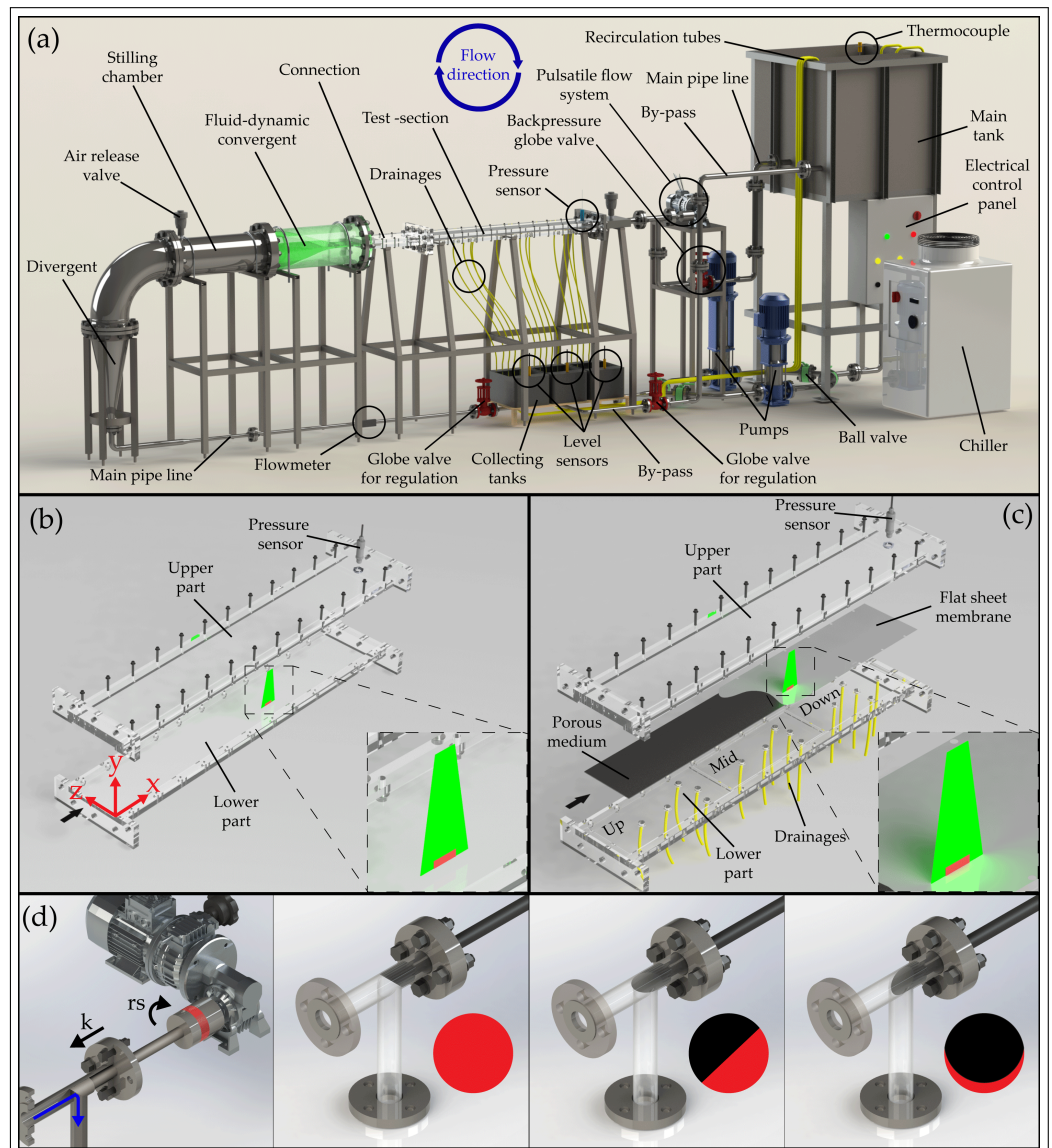 (a)
Stilling
chamber
Connection
Flow
direction
Recirculation tubes
Thermocouple
Pulsatile flow
system
Main pipe line
Fluid-dynamic
convergent
Test -section
Backpressure
globe valve
By-pass
Main
tank
Air release
valve
Drainages
Pressure
sensor
Electrical
control
panel
Divergent
Main pipe line
Flowmeter
Globe valve
for regulation
Collecting
tanks
Level
sensors
By-pass
Pumps
Globe valve
for regulation
Ball valve
Chiller
(b)
Pressure
sensor
Upper
part
z
y
x
Lower
part
(c)
Pressure
sensor
Upper
part
Flat sheet
membrane
Porous
medium
Down
Mid
Up
Lower
part
Drainages
(d)
rs
k